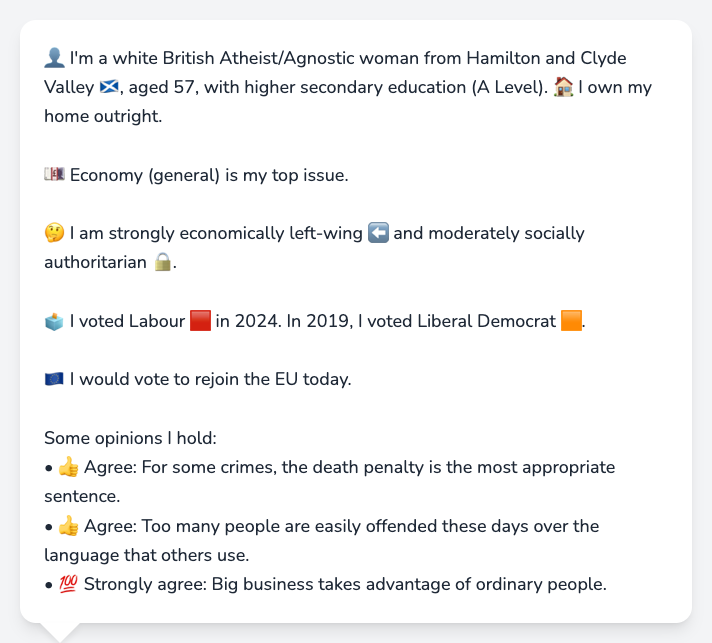 👤 I'm a white British Atheist/Agnostic woman from Hamilton and Clyde
Valley 🏴󠁧󠁢󠁳󠁣󠁴󠁿, aged 57, with higher secondary education (A Level). 🏠 I own my
home outright.
💷 Economy (general) is my top issue.
🤔 I am strongly economically left-wing ⬅️ and moderately socially
authoritarian 🔒.
🗳️ I voted Labour 🟥 in 2024. In 2019, I voted Liberal Democrat 🟧.
🇪🇺 I would vote to rejoin the EU today.
Some opinions I hold:
• 👍 Agree: For some crimes, the death penalty is the most appropriate
sentence.
• 👍 Agree: Too many people are easily offended these days over the
language that others use.
• 💯 Strongly agree: Big business takes advantage of ordinary people.